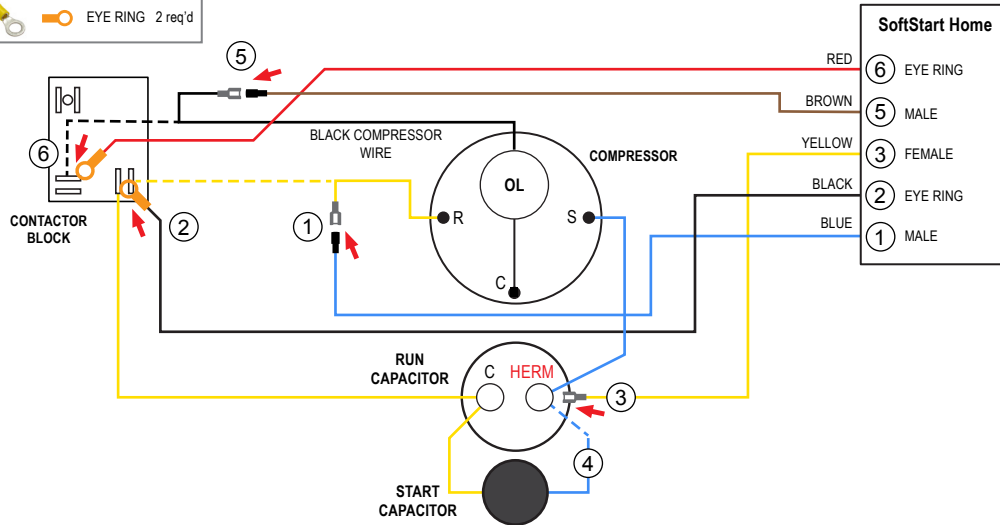 EYE RING 2 req'd
SoftStart Home
RED
6 EYE RING
BROWN
5 MALE
YELLOW
3 FEMALE
BLACK
2 EYE RING
BLUE
1 MALE
5
6
BLACK COMPRESSOR
WIRE
COMPRESSOR
OL
R
S
C
CONTACTOR
BLOCK
2
1
RUN
CAPACITOR
C HERM
3
4
START
CAPACITOR